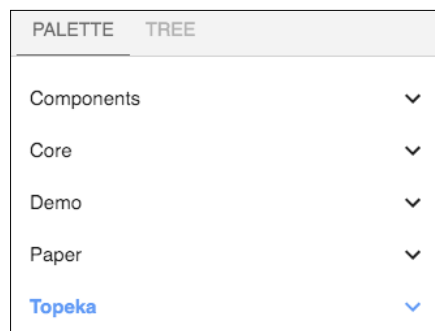 PALETTE TREE
Components
Core
Demo
Paper
Topeka